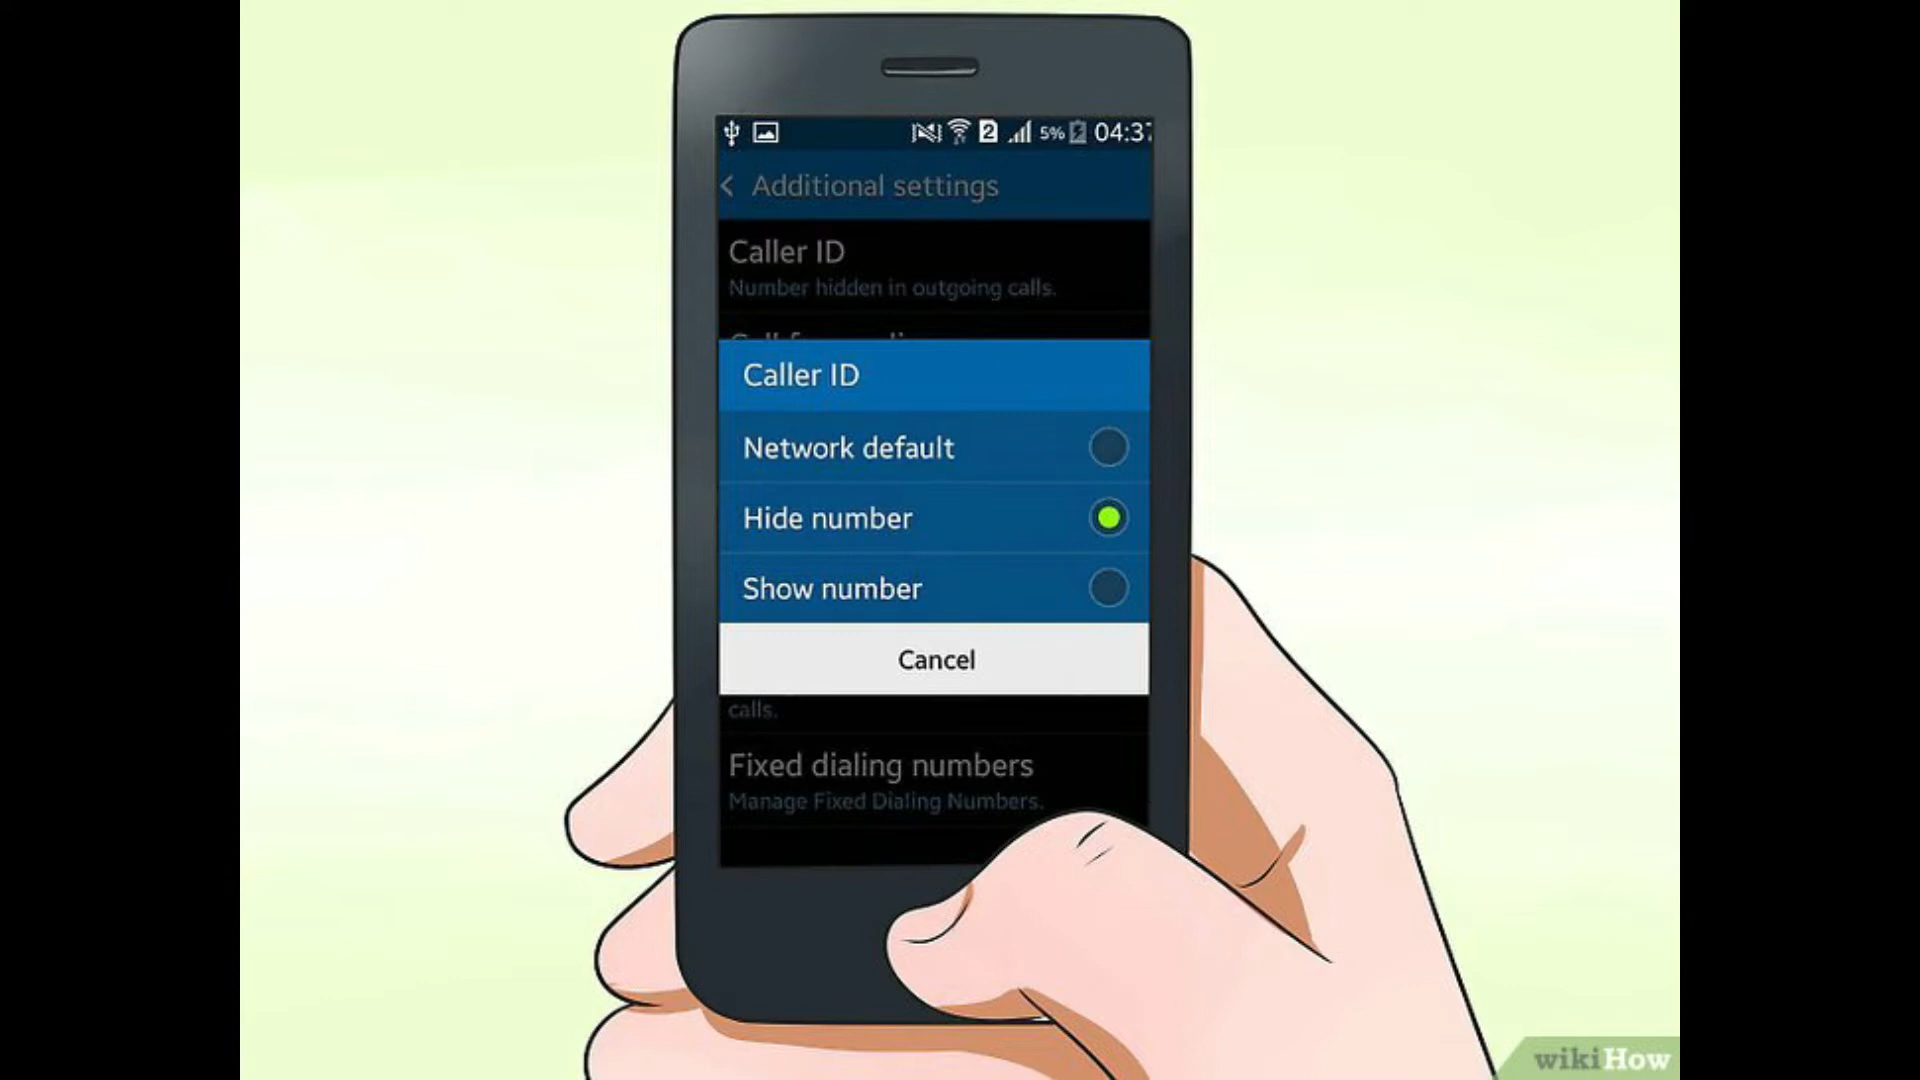 5% 04:37
Additional settings
Caller ID
Number hidden in outgoing calls.
Caller ID
Network default
Hide number
Show number
Cancel
calls.
Fixed dialing numbers
Manage Fixed Dialing Numbers.
wikiHow